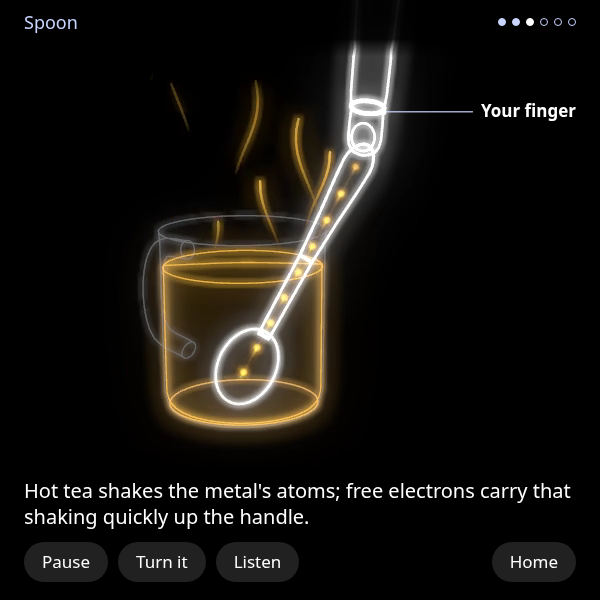 Spoon
Your finger
Hot tea shakes the metal's atoms; free electrons carry that
shaking quickly up the handle.
Pause
Turn it
Listen
Home